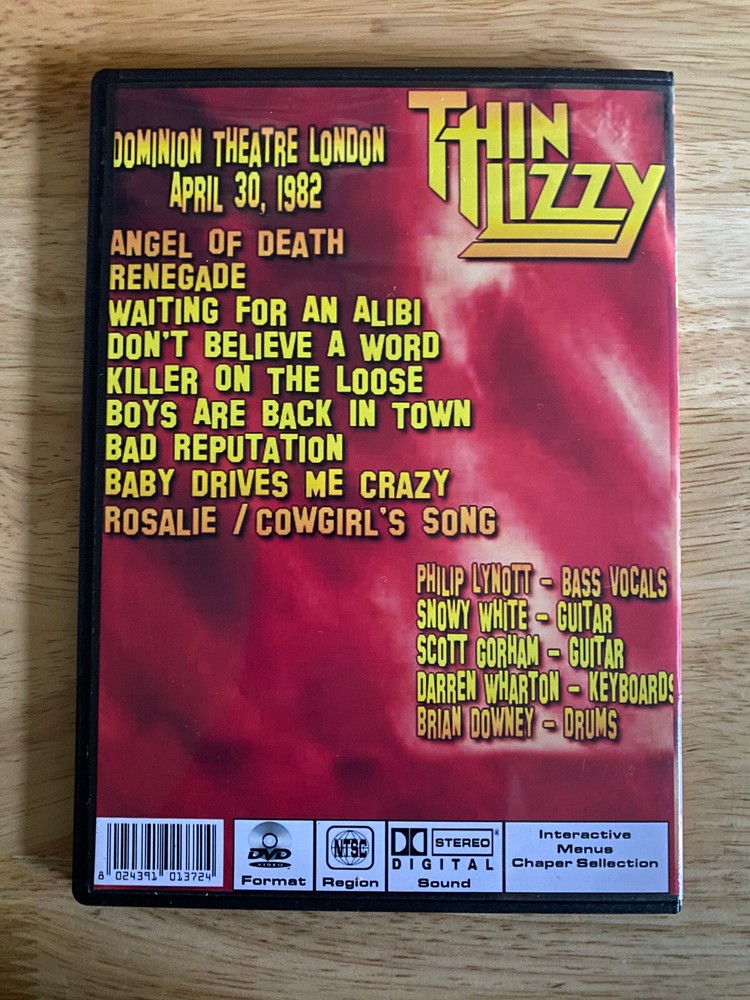 THIN LIZZY
DOMINION THEATRE LONDON
APRIL 30, 1982
ANGEL OF DEATH
RENEGADE
WAITING FOR AN ALIBI
DON'T BELIEVE A WORD
KILLER ON THE LOOSE
BOYS ARE BACK IN TOWN
BAD REPUTATION
BABY DRIVES ME CRAZY
ROSALIE / COWGIRL'S SONG
PHILIP LYNOTT - BASS VOCALS
SNOWY WHITE - GUITAR
SCOTT GORHAM - GUITAR
DARREN WHARTON - KEYBOARDS
BRIAN DOWNEY - DRUMS
8 024391 013724
DVD
VIDEO
Format
NTSC
Region
STEREO
DIGITAL
Sound
Interactive
Menus
Chaper Sellection